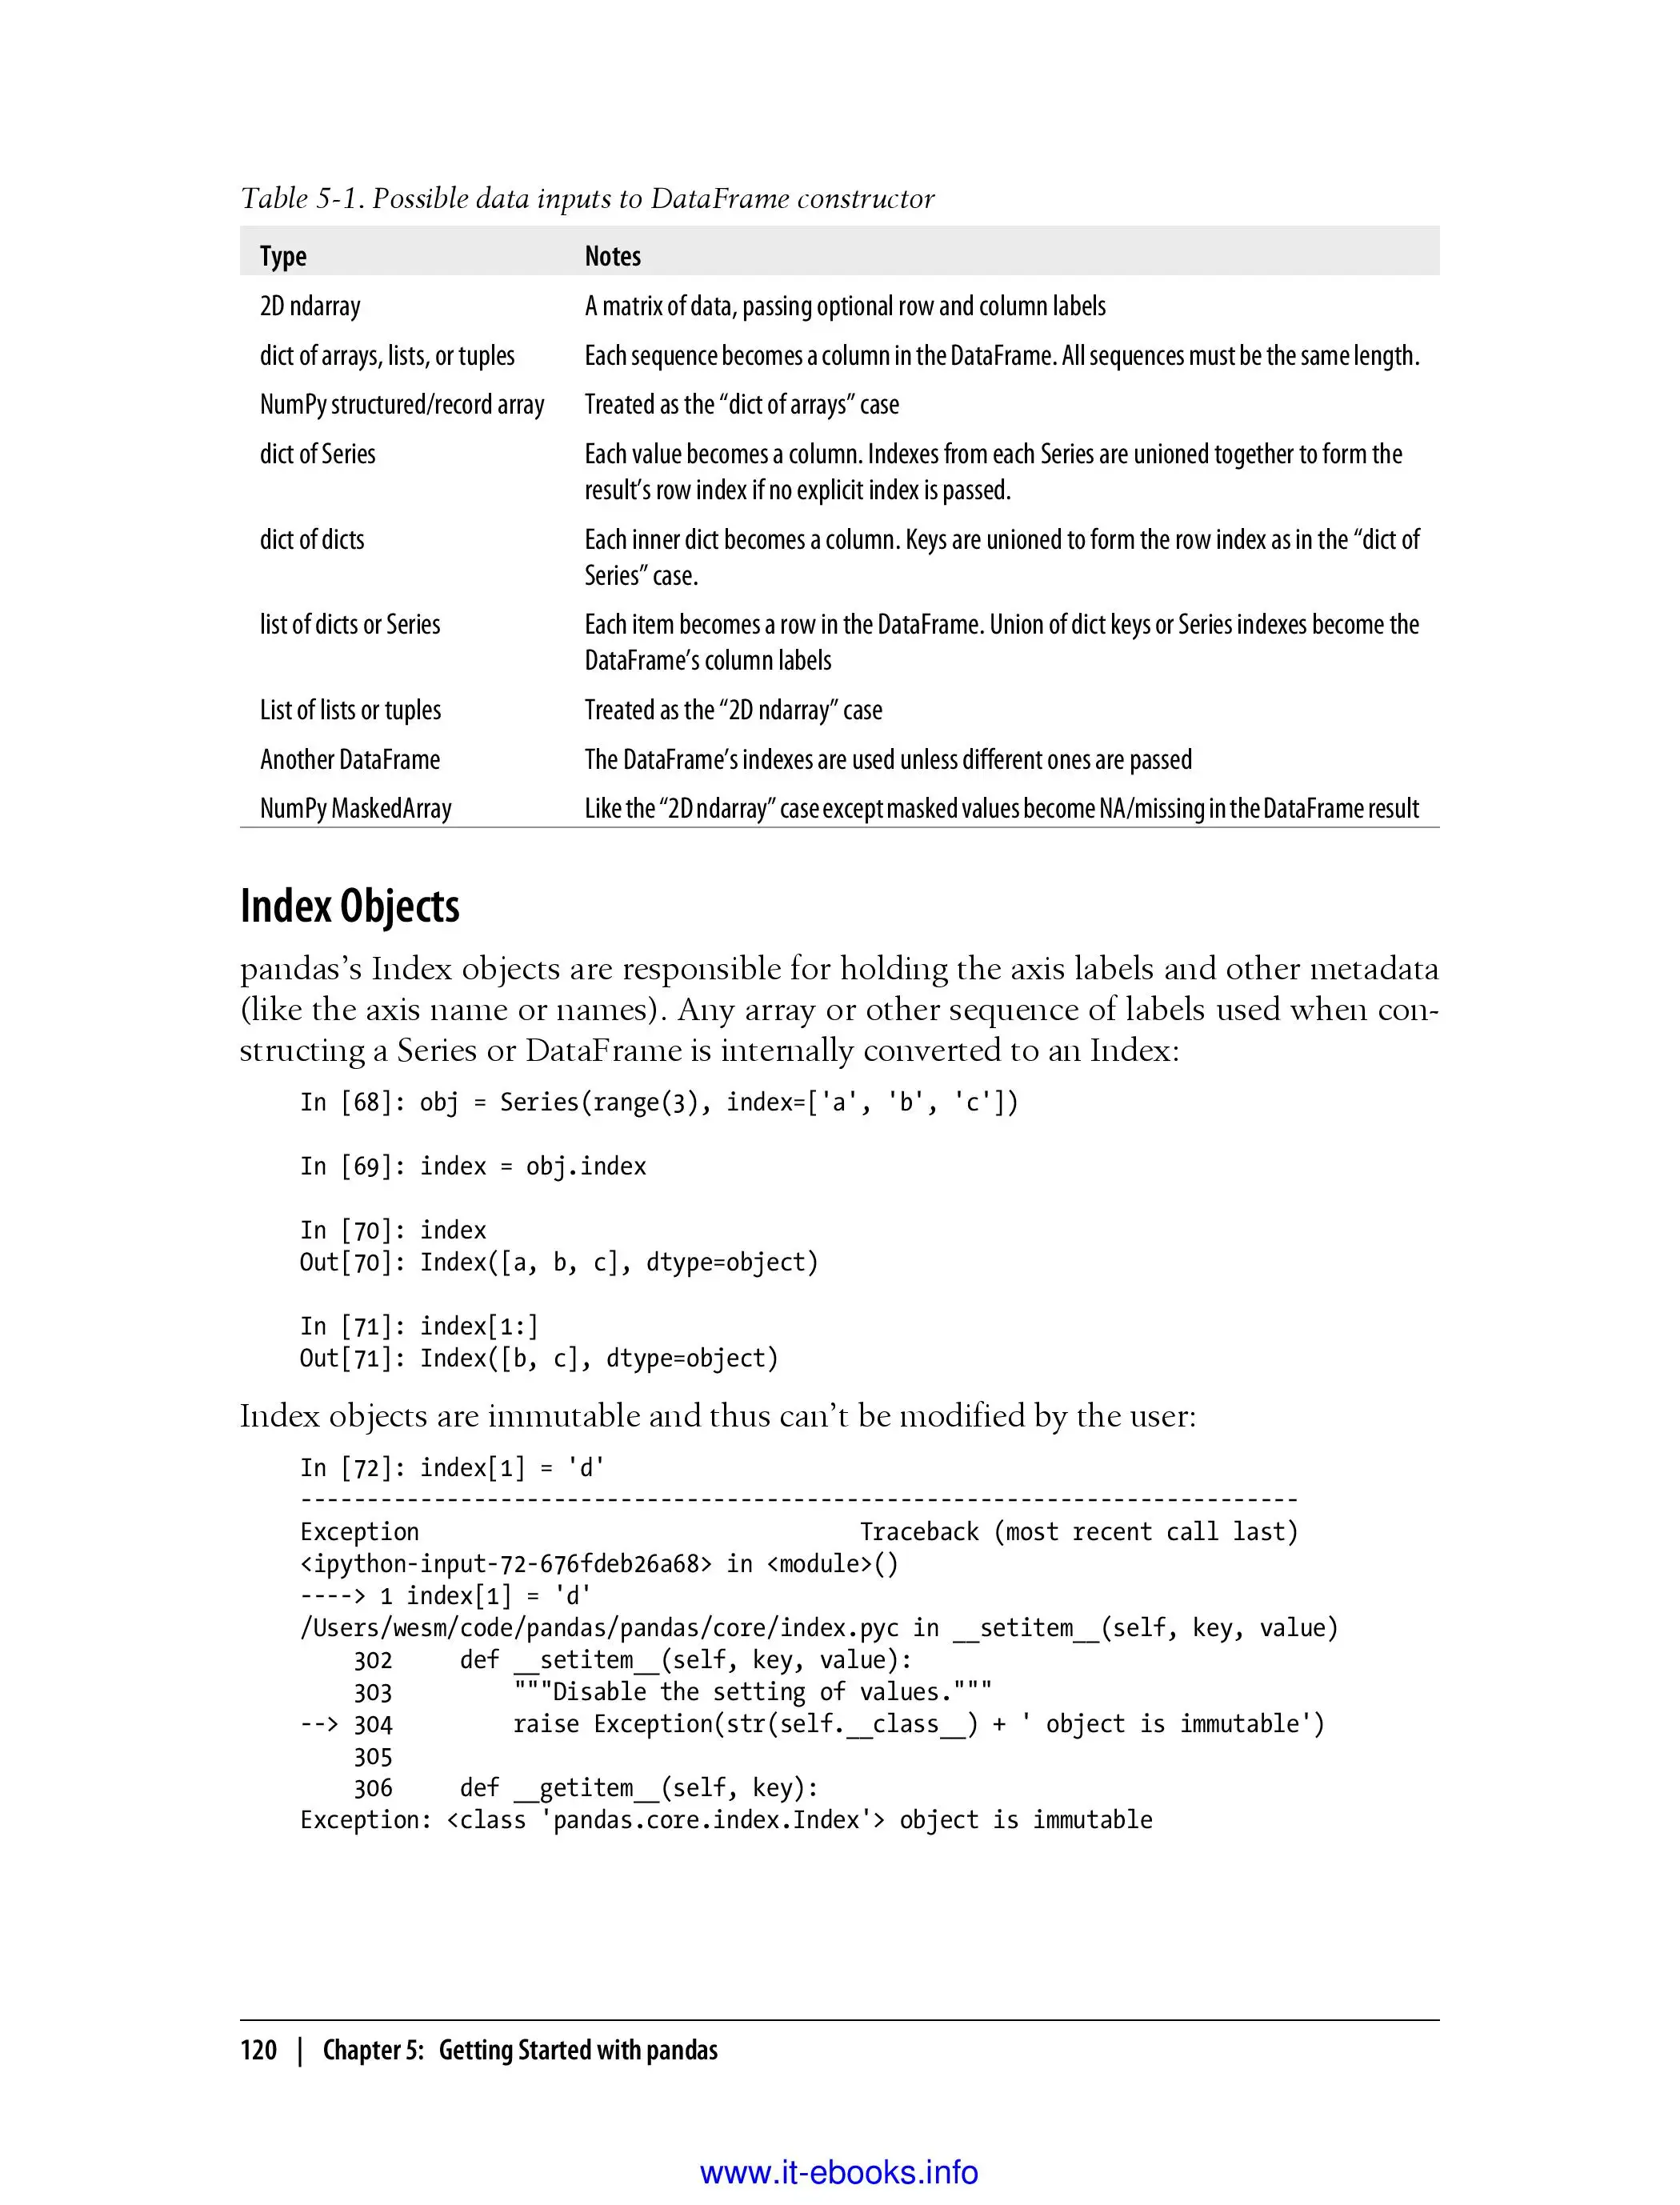 Table 5-1. Possible data inputs to DataFrame constructor
Type Notes
2D ndarray A matrix of data, passing optional row and column labels
dict of arrays, lists, or tuples Each sequence becomes a column in the DataFrame. All sequences must be the same length.
NumPy structured/record array Treated as the “dict of arrays” case
dict of Series Each value becomes a column. Indexes from each Series are unioned together to form the
result’s row index if no explicit index is passed.
dict of dicts Each inner dict becomes a column. Keys are unioned to form the row index as in the “dict of
Series” case.
list of dicts or Series Each item becomes a row in the DataFrame. Union of dict keys or Series indexes become the
DataFrame’s column labels
List of lists or tuples Treated as the “2D ndarray” case
Another DataFrame The DataFrame’s indexes are used unless different ones are passed
NumPy MaskedArray Like the “2D ndarray” case except masked values become NA/missing in the DataFrame result
Index Objects
pandas’s Index objects are responsible for holding the axis labels and other metadata
(like the axis name or names). Any array or other sequence of labels used when con-
structing a Series or DataFrame is internally converted to an Index:
In [68]: obj = Series(range(3), index=['a', 'b', 'c'])
In [69]: index = obj.index
In [70]: index
Out[70]: Index([a, b, c], dtype=object)
In [71]: index[1:]
Out[71]: Index([b, c], dtype=object)
Index objects are immutable and thus can’t be modified by the user:
In [72]: index[1] = 'd'
---------------------------------------------------------------------------
Exception                                 Traceback (most recent call last)
<ipython-input-72-676fdeb26a68> in <module>()
----> 1 index[1] = 'd'
/Users/wesm/code/pandas/pandas/core/index.pyc in __setitem__(self, key, value)
    302     def __setitem__(self, key, value):
    303         """Disable the setting of values."""
--> 304         raise Exception(str(self.__class__) + ' object is immutable')
    305
    306     def __getitem__(self, key):
Exception: <class 'pandas.core.index.Index'> object is immutable
120 | Chapter 5: Getting Started with pandas
www.it-ebooks.info